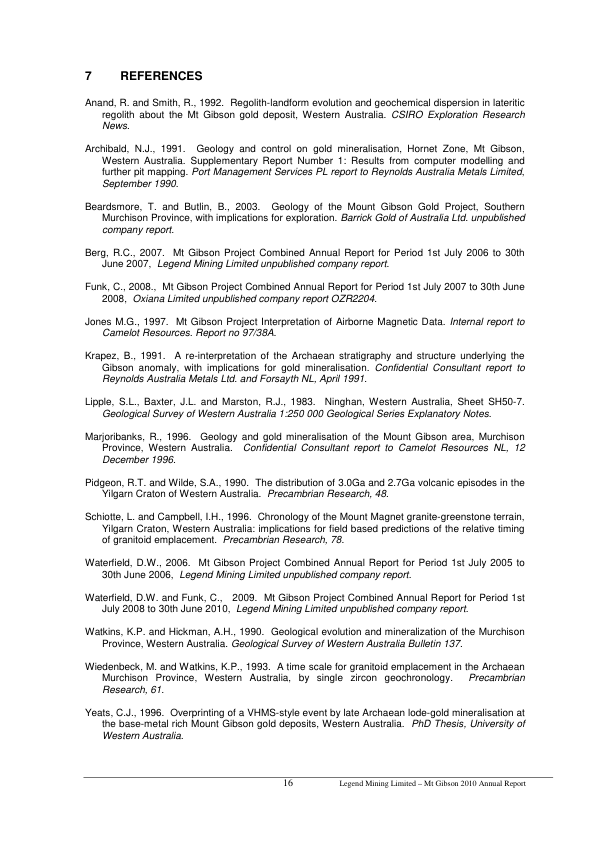 7 REFERENCES
Anand, R. and Smith, R., 1992. Regolith-landform evolution and geochemical dispersion in lateritic
regolith about the Mt Gibson gold deposit, Western Australia. CSIRO Exploration Research
News.
Archibald, N.J., 1991. Geology and control on gold mineralisation, Hornet Zone, Mt Gibson,
Western Australia. Supplementary Report Number 1: Results from computer modelling and
further pit mapping. Port Management Services PL report to Reynolds Australia Metals Limited,
September 1990.
Beardsmore, T. and Butlin, B., 2003. Geology of the Mount Gibson Gold Project, Southern
Murchison Province, with implications for exploration. Barrick Gold of Australia Ltd. unpublished
company report.
Berg, R.C., 2007. Mt Gibson Project Combined Annual Report for Period 1st July 2006 to 30th
June 2007, Legend Mining Limited unpublished company report.
Funk, C., 2008., Mt Gibson Project Combined Annual Report for Period 1st July 2007 to 30th June
2008, Oxiana Limited unpublished company report OZR2204.
Jones M.G., 1997. Mt Gibson Project Interpretation of Airborne Magnetic Data. Internal report to
Camelot Resources. Report no 97/38A.
Krapez, B., 1991. A re-interpretation of the Archaean stratigraphy and structure underlying the
Gibson anomaly, with implications for gold mineralisation. Confidential Consultant report to
Reynolds Australia Metals Ltd. and Forsayth NL, April 1991.
Lipple, S.L., Baxter, J.L. and Marston, R.J., 1983. Ninghan, Western Australia, Sheet SH50-7.
Geological Survey of Western Australia 1:250 000 Geological Series Explanatory Notes.
Marjoribanks, R., 1996. Geology and gold mineralisation of the Mount Gibson area, Murchison
Province, Western Australia. Confidential Consultant report to Camelot Resources NL, 12
December 1996.
Pidgeon, R.T. and Wilde, S.A., 1990. The distribution of 3.0Ga and 2.7Ga volcanic episodes in the
Yilgarn Craton of Western Australia. Precambrian Research, 48.
Schiotte, L. and Campbell, I.H., 1996. Chronology of the Mount Magnet granite-greenstone terrain,
Yilgarn Craton, Western Australia: implications for field based predictions of the relative timing
of granitoid emplacement. Precambrian Research, 78.
Waterfield, D.W., 2006. Mt Gibson Project Combined Annual Report for Period 1st July 2005 to
30th June 2006, Legend Mining Limited unpublished company report.
Waterfield, D.W. and Funk, C., 2009. Mt Gibson Project Combined Annual Report for Period 1st
July 2008 to 30th June 2010, Legend Mining Limited unpublished company report.
Watkins, K.P. and Hickman, A.H., 1990. Geological evolution and mineralization of the Murchison
Province, Western Australia. Geological Survey of Western Australia Bulletin 137.
Wiedenbeck, M. and Watkins, K.P., 1993. A time scale for granitoid emplacement in the Archaean
Murchison Province, Western Australia, by single zircon geochronology. Precambrian
Research, 61.
Yeats, C.J., 1996. Overprinting of a VHMS-style event by late Archaean lode-gold mineralisation at
the base-metal rich Mount Gibson gold deposits, Western Australia. PhD Thesis, University of
Western Australia.
16 Legend Mining Limited – Mt Gibson 2010 Annual Report